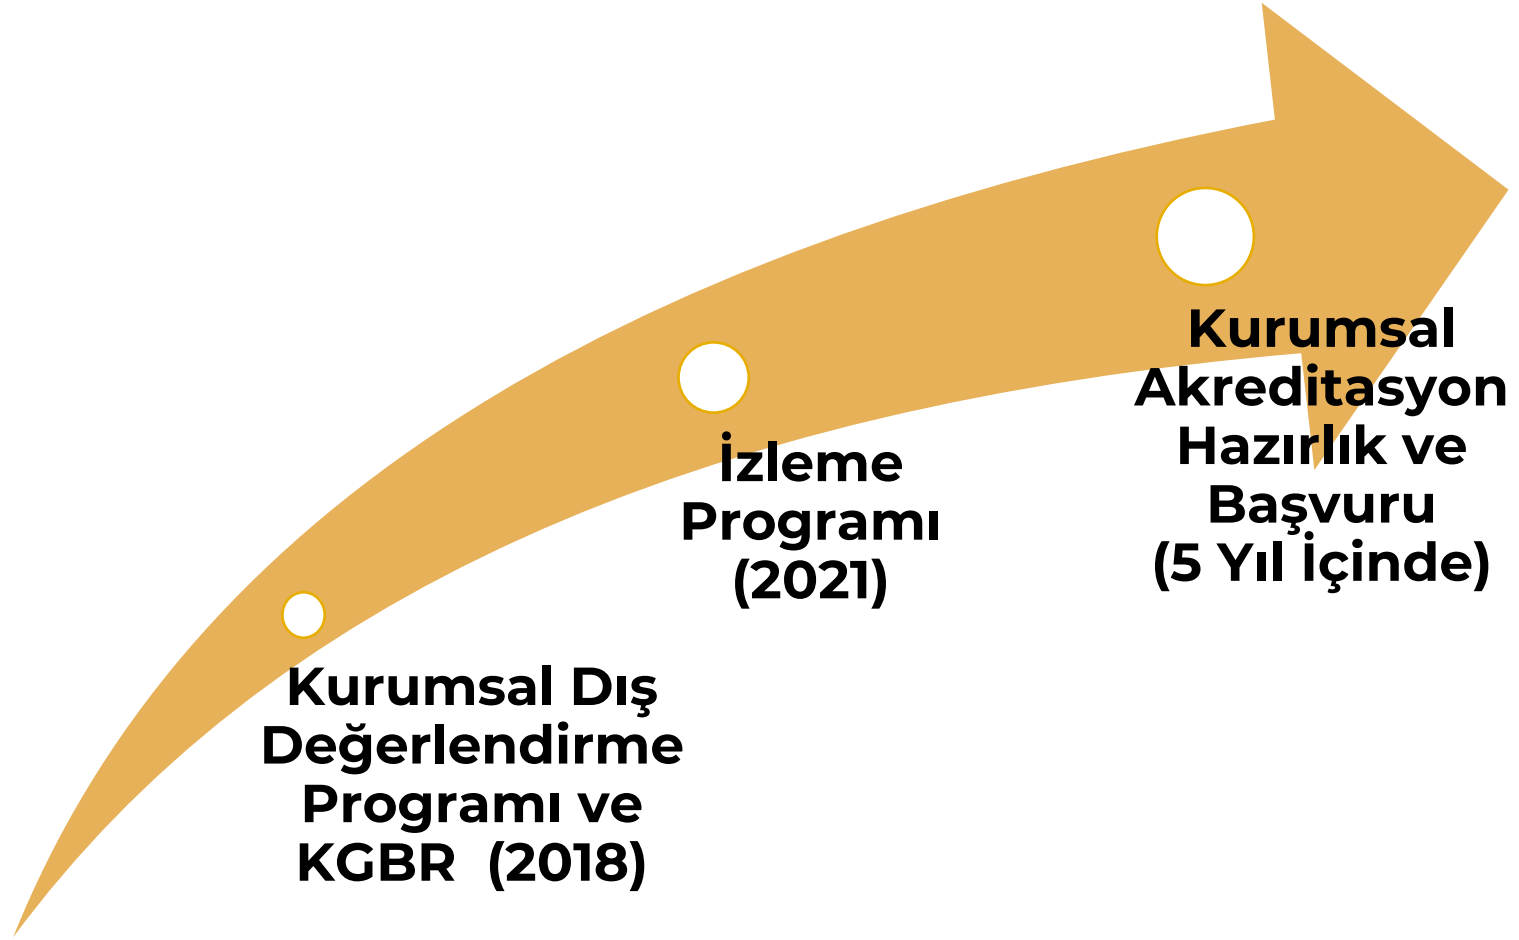 Kurumsal Dış
Değerlendirme
Programı ve
KGBR (2018)
İzleme
Programı
(2021)
Kurumsal
Akreditasyon
Hazırlık ve
Başvuru
(5 Yıl İçinde)